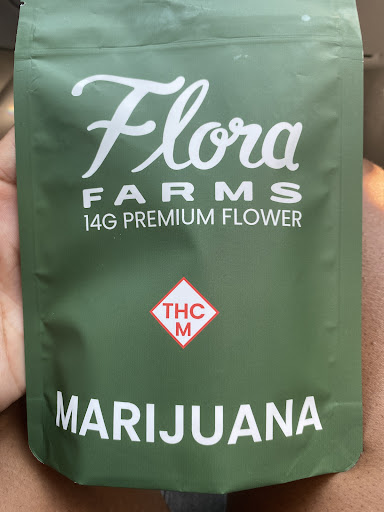 Flora
FARMS
14G PREMIUM FLOWER
THC
M
MARIJUANA